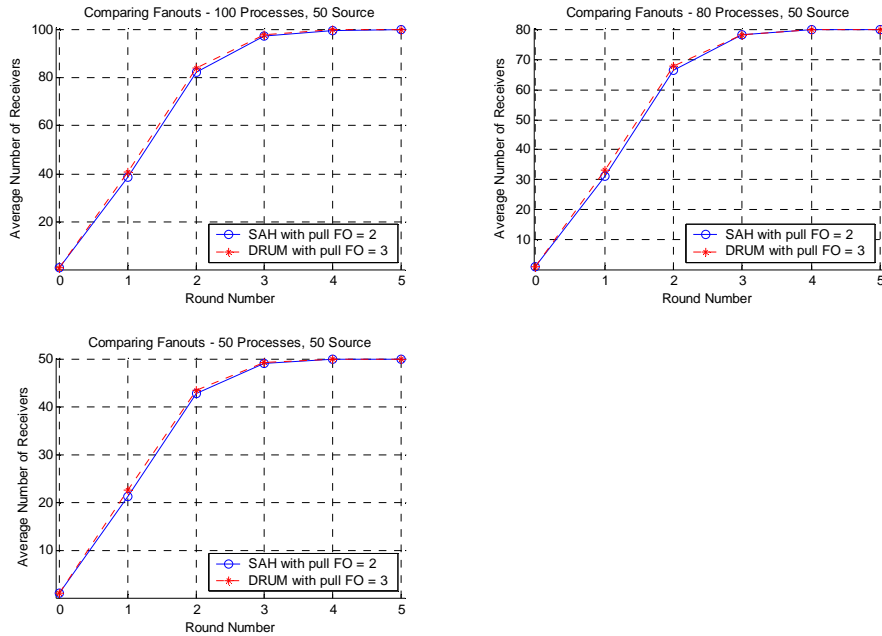 Comparing Fanouts - 100 Processes, 50 Source
100
80
60
40
20
0 1 2 3 4 5
Average Number of Receivers
Round Number
SAH with pull FO = 2
DRUM with pull FO = 3
Comparing Fanouts - 80 Processes, 50 Source
80
70
60
50
40
30
20
10
0 1 2 3 4 5
Average Number of Receivers
Round Number
SAH with pull FO = 2
DRUM with pull FO = 3
Comparing Fanouts - 50 Processes, 50 Source
50
40
30
20
10
0 1 2 3 4 5
Average Number of Receivers
Round Number
SAH with pull FO = 2
DRUM with pull FO = 3